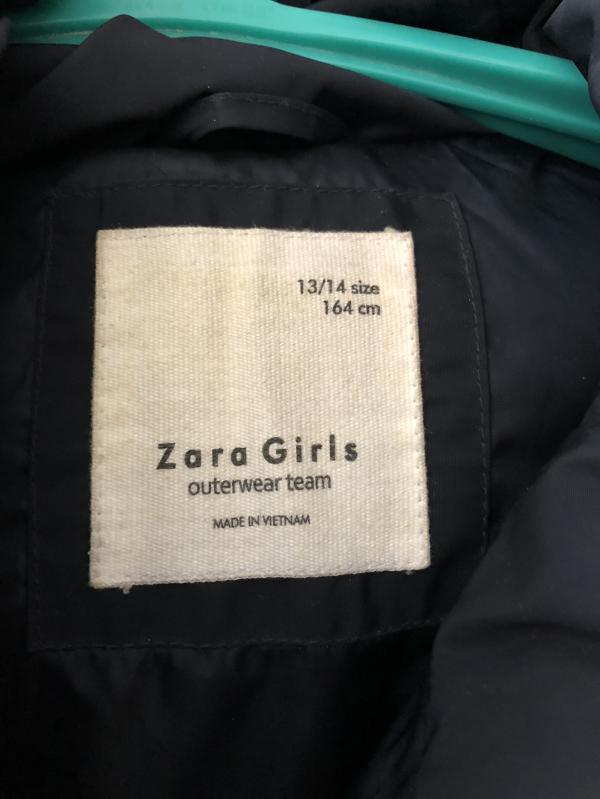 13/14 size
164 cm
Zara Girls
outerwear team
MADE IN VIETNAM